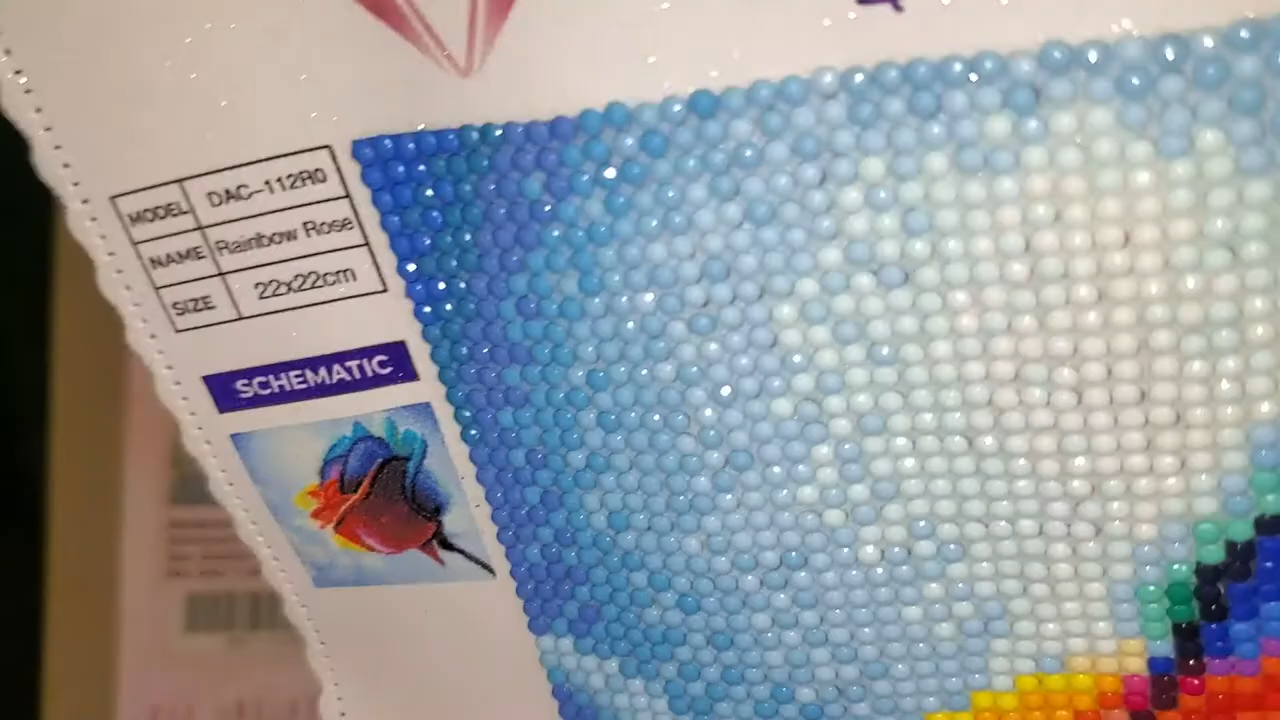 MODEL DAC-112R0
NAME Rainbow Rose
SIZE 22x22cm
SCHEMATIC